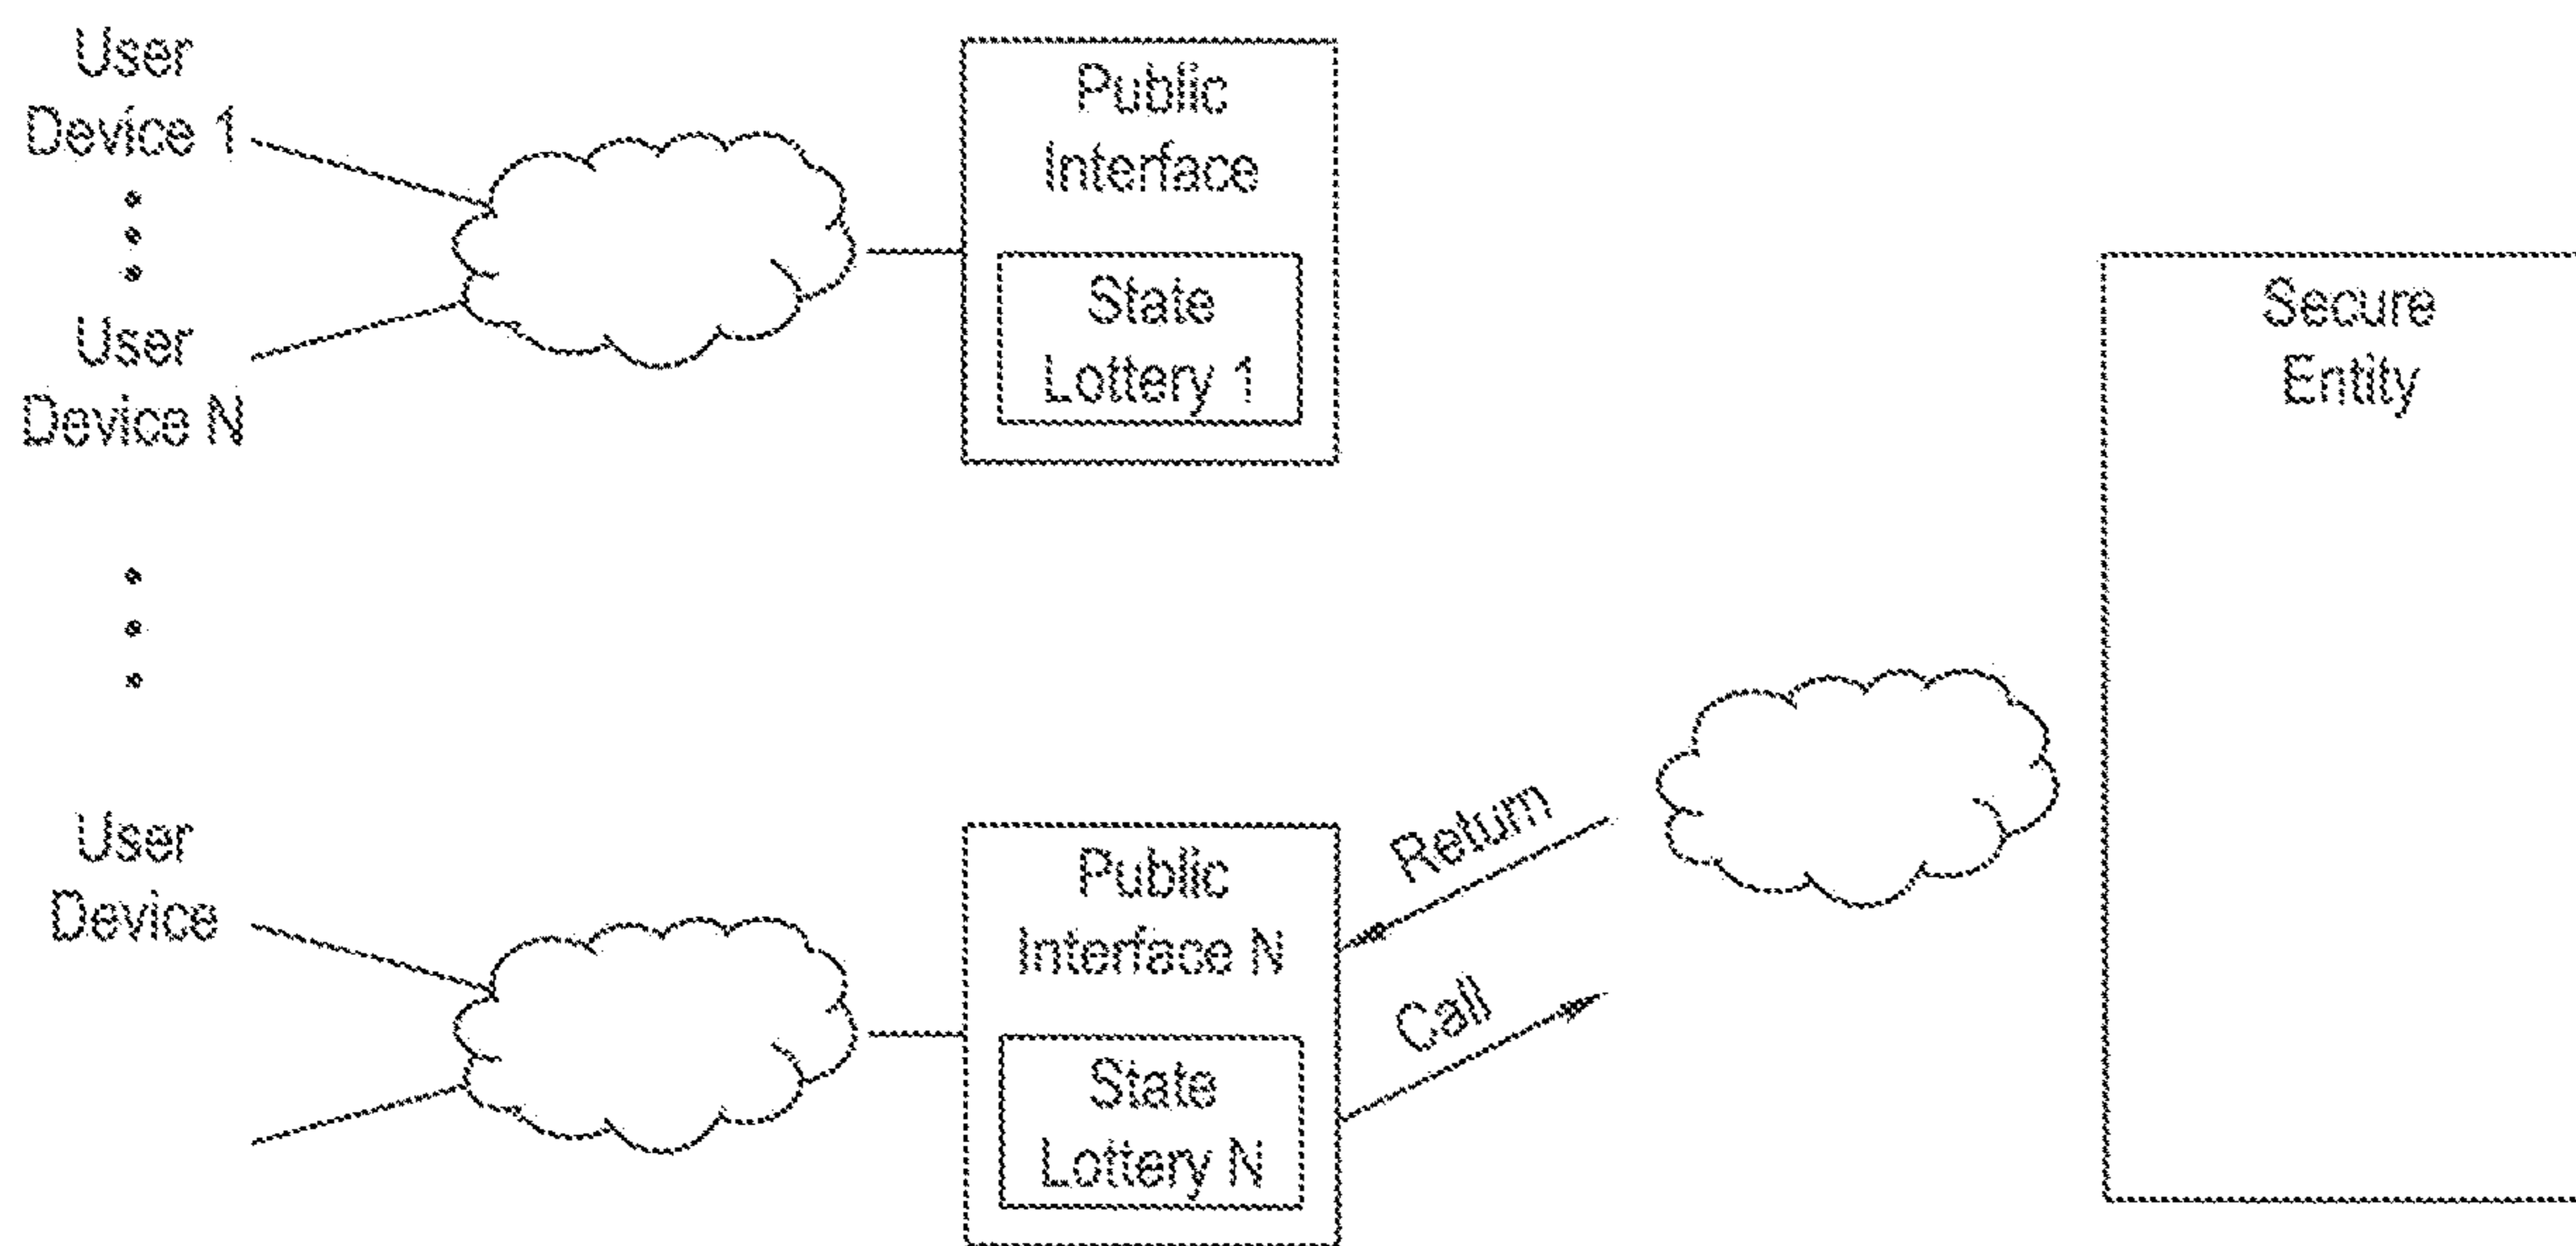 User
Device 1
User
Device N
Public
Interface
State
Lottery 1
Secure
Entity
User
Device
Public
Interface N
State
Lottery N
Return
Call